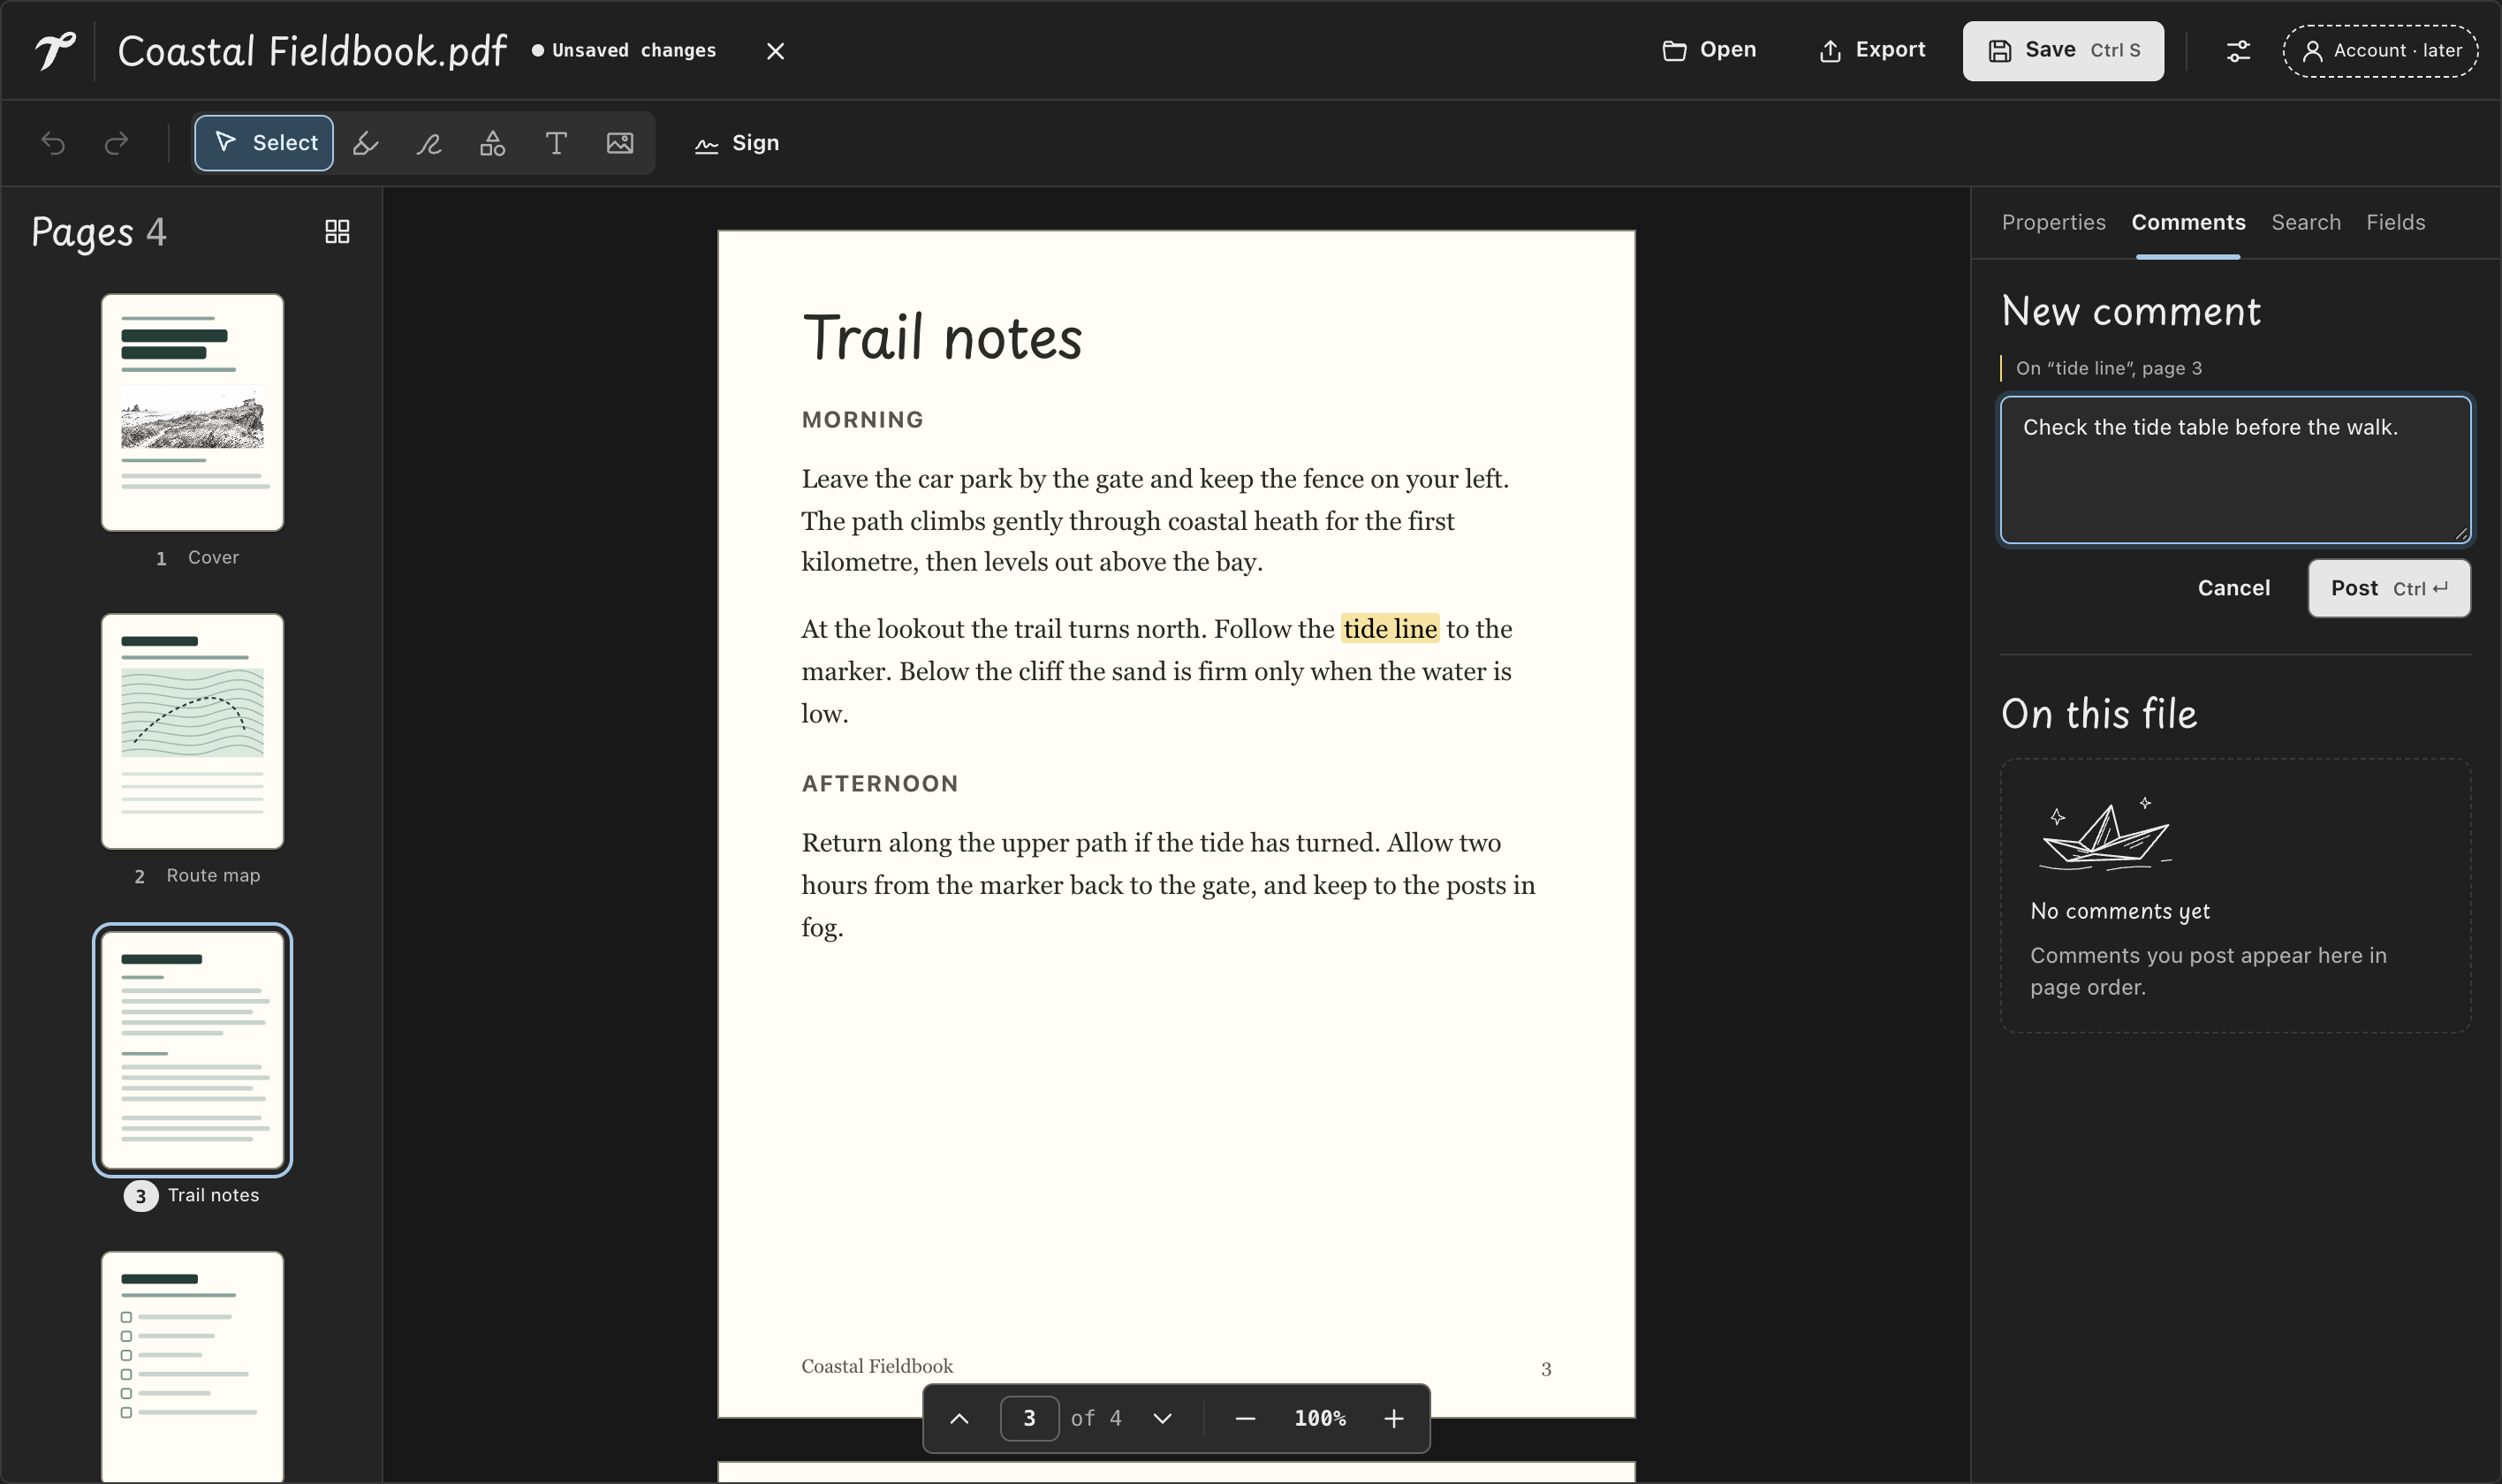 Coastal Fieldbook.pdf
Unsaved changes
Open
Export
Save Ctrl S
Account · later
Select
Sign
Pages 4
1 Cover
2 Route map
3 Trail notes
Trail notes
MORNING
Leave the car park by the gate and keep the fence on your left.
The path climbs gently through coastal heath for the first
kilometre, then levels out above the bay.
At the lookout the trail turns north. Follow the tide line to the
marker. Below the cliff the sand is firm only when the water is
low.
AFTERNOON
Return along the upper path if the tide has turned. Allow two
hours from the marker back to the gate, and keep to the posts in
fog.
Coastal Fieldbook
3
3 of 4
100%
Properties Comments Search Fields
New comment
On “tide line”, page 3
Check the tide table before the walk.
Cancel
Post Ctrl ↵
On this file
No comments yet
Comments you post appear here in
page order.